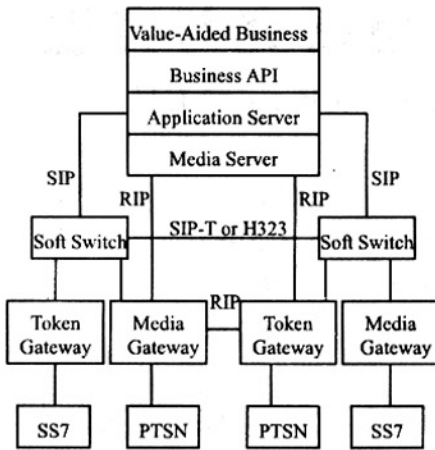 Value-Aided Business
Business API
Application Server
Media Server
SIP
RIP
RIP
SIP
SIP-T or H323
Soft Switch
Soft Switch
RIP
Token
Gateway
Media
Gateway
Token
Gateway
Media
Gateway
SS7
PTSN
PTSN
SS7